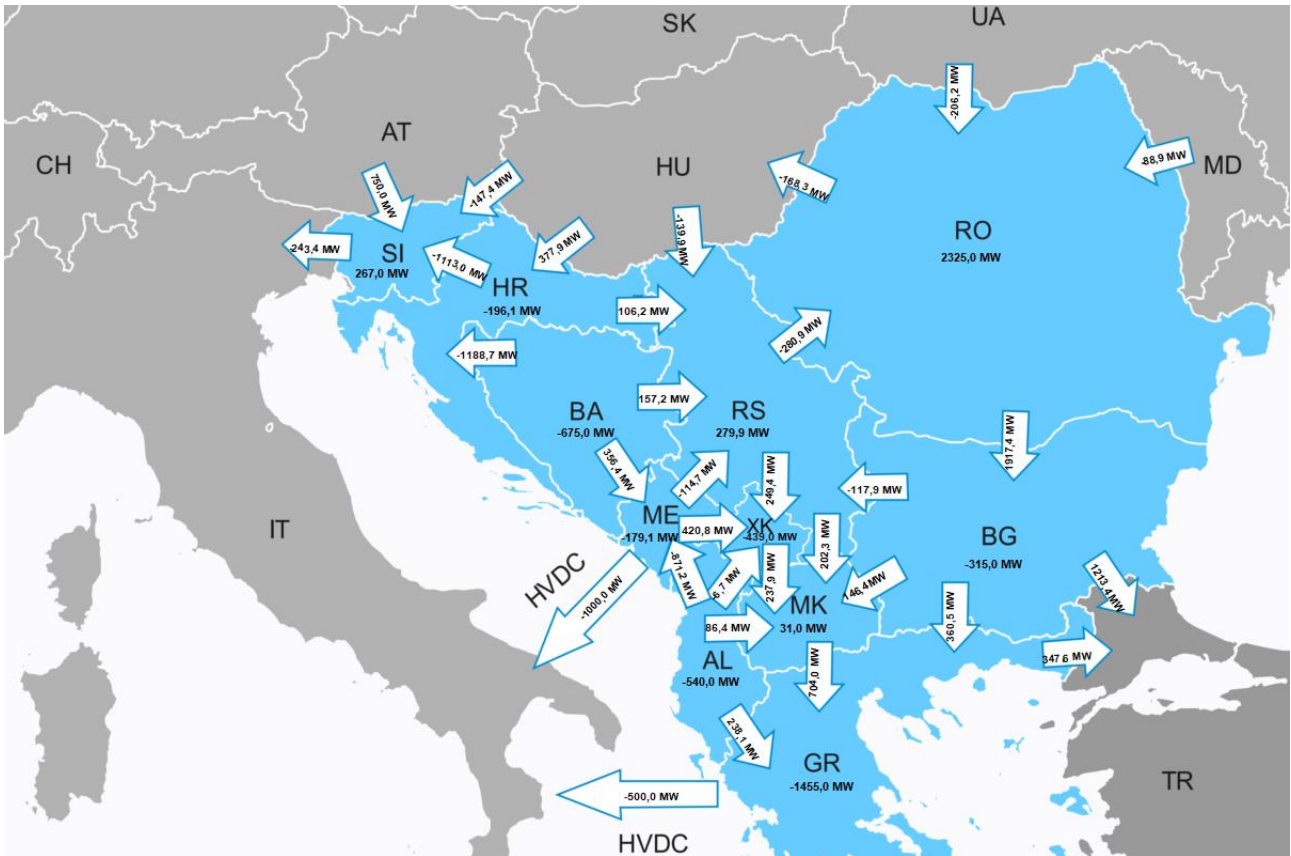 SK
UA
-206,2 MW
AT
CH
HU
MD
-88,9 MW
750,0 MW
-147,4 MW
-168,3 MW
-139,9 MW
377,9 MW
-243,4 MW
SI
267,0 MW
-1113,0 MW
RO
2325,0 MW
HR
-196,1 MW
106,2 MW
-280,9 MW
-1188,7 MW
157,2 MW
BA
-675,0 MW
RS
279,9 MW
1917,4 MW
356,4 MW
-114,7 MW
249,4 MW
-117,9 MW
IT
ME
-179,1 MW
420,8 MW
XK
-439,0 MW
202,3 MW
BG
-315,0 MW
HVDC
-1000,0 MW
-871,2 MW
-6,7 MW
237,9 MW
146,4 MW
1213,4 MW
MK
31,0 MW
360,5 MW
86,4 MW
347,6 MW
AL
-540,0 MW
704,0 MW
238,1 MW
GR
-1455,0 MW
TR
-500,0 MW
HVDC